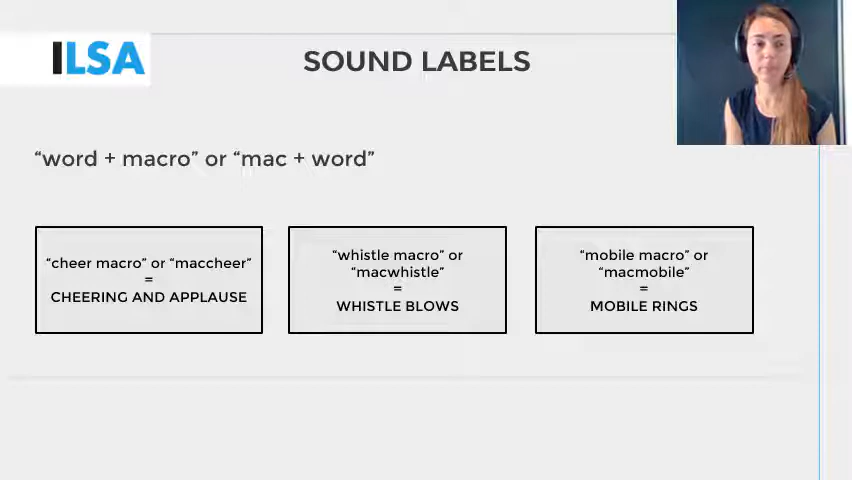 ILSA
SOUND LABELS
“word + macro” or “mac + word”
“cheer macro” or “maccheer”
=
CHEERING AND APPLAUSE
“whistle macro” or
“macwhistle”
=
WHISTLE BLOWS
“mobile macro” or
“macmobile”
=
MOBILE RINGS